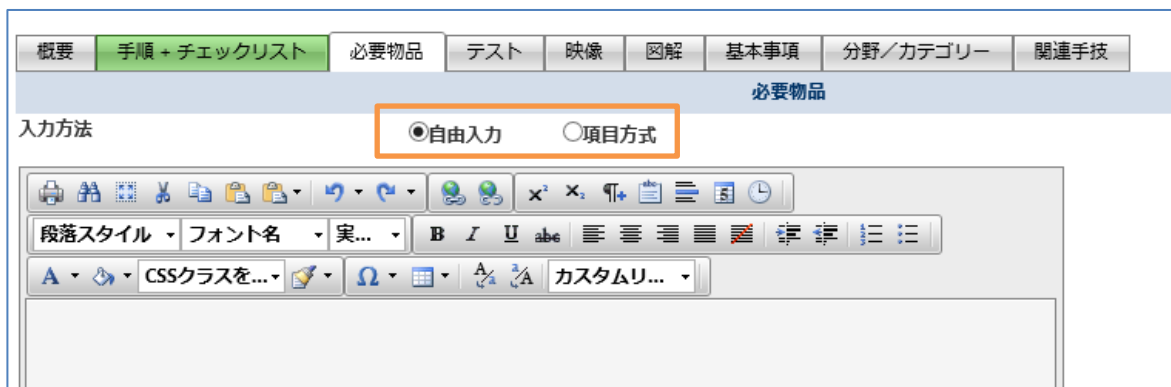 概要 手順 + チェックリスト 必要物品 テスト 映像 図解 基本事項 分野/カテゴリー 関連手技
必要物品
入力方法 自由入力 項目方式
段落スタイル フォント名 実... B I U abc
A CSSクラスを... Ω カスタムリ...